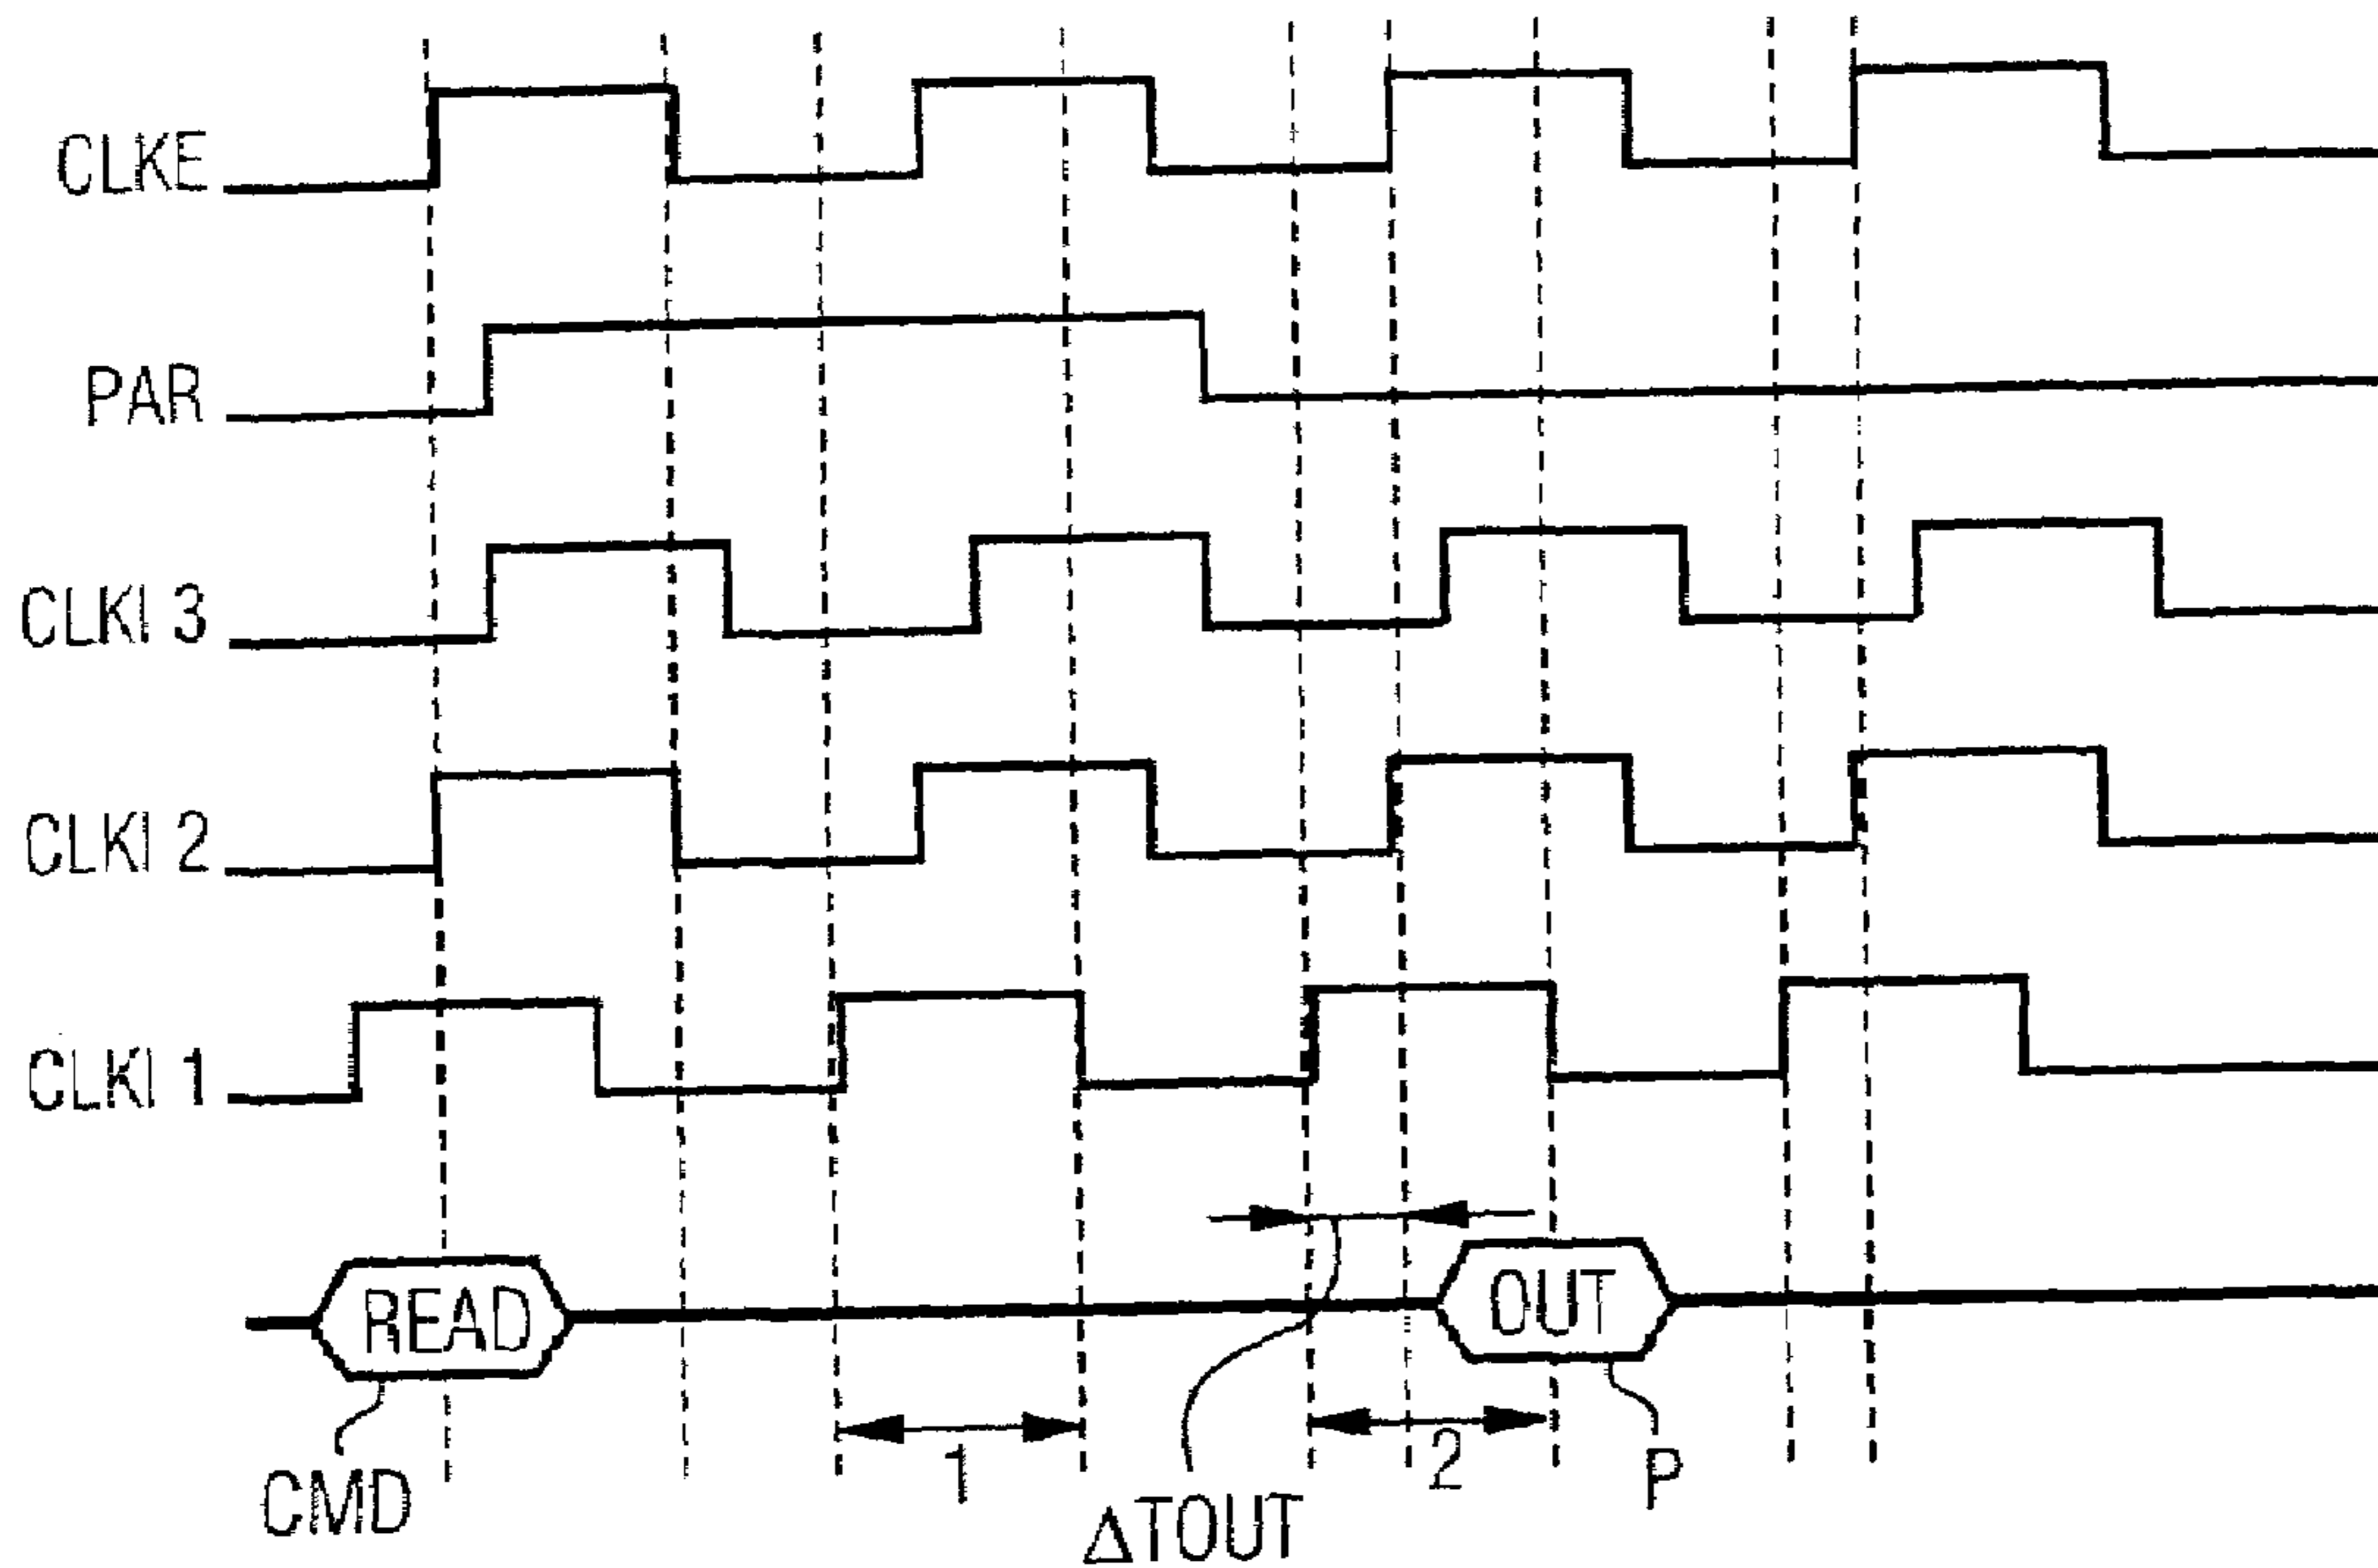 CLKE
PAR
CLKI 3
CLKI 2
CLKI 1
READ
OUT
CMD
1
ΔTOUT
2
P